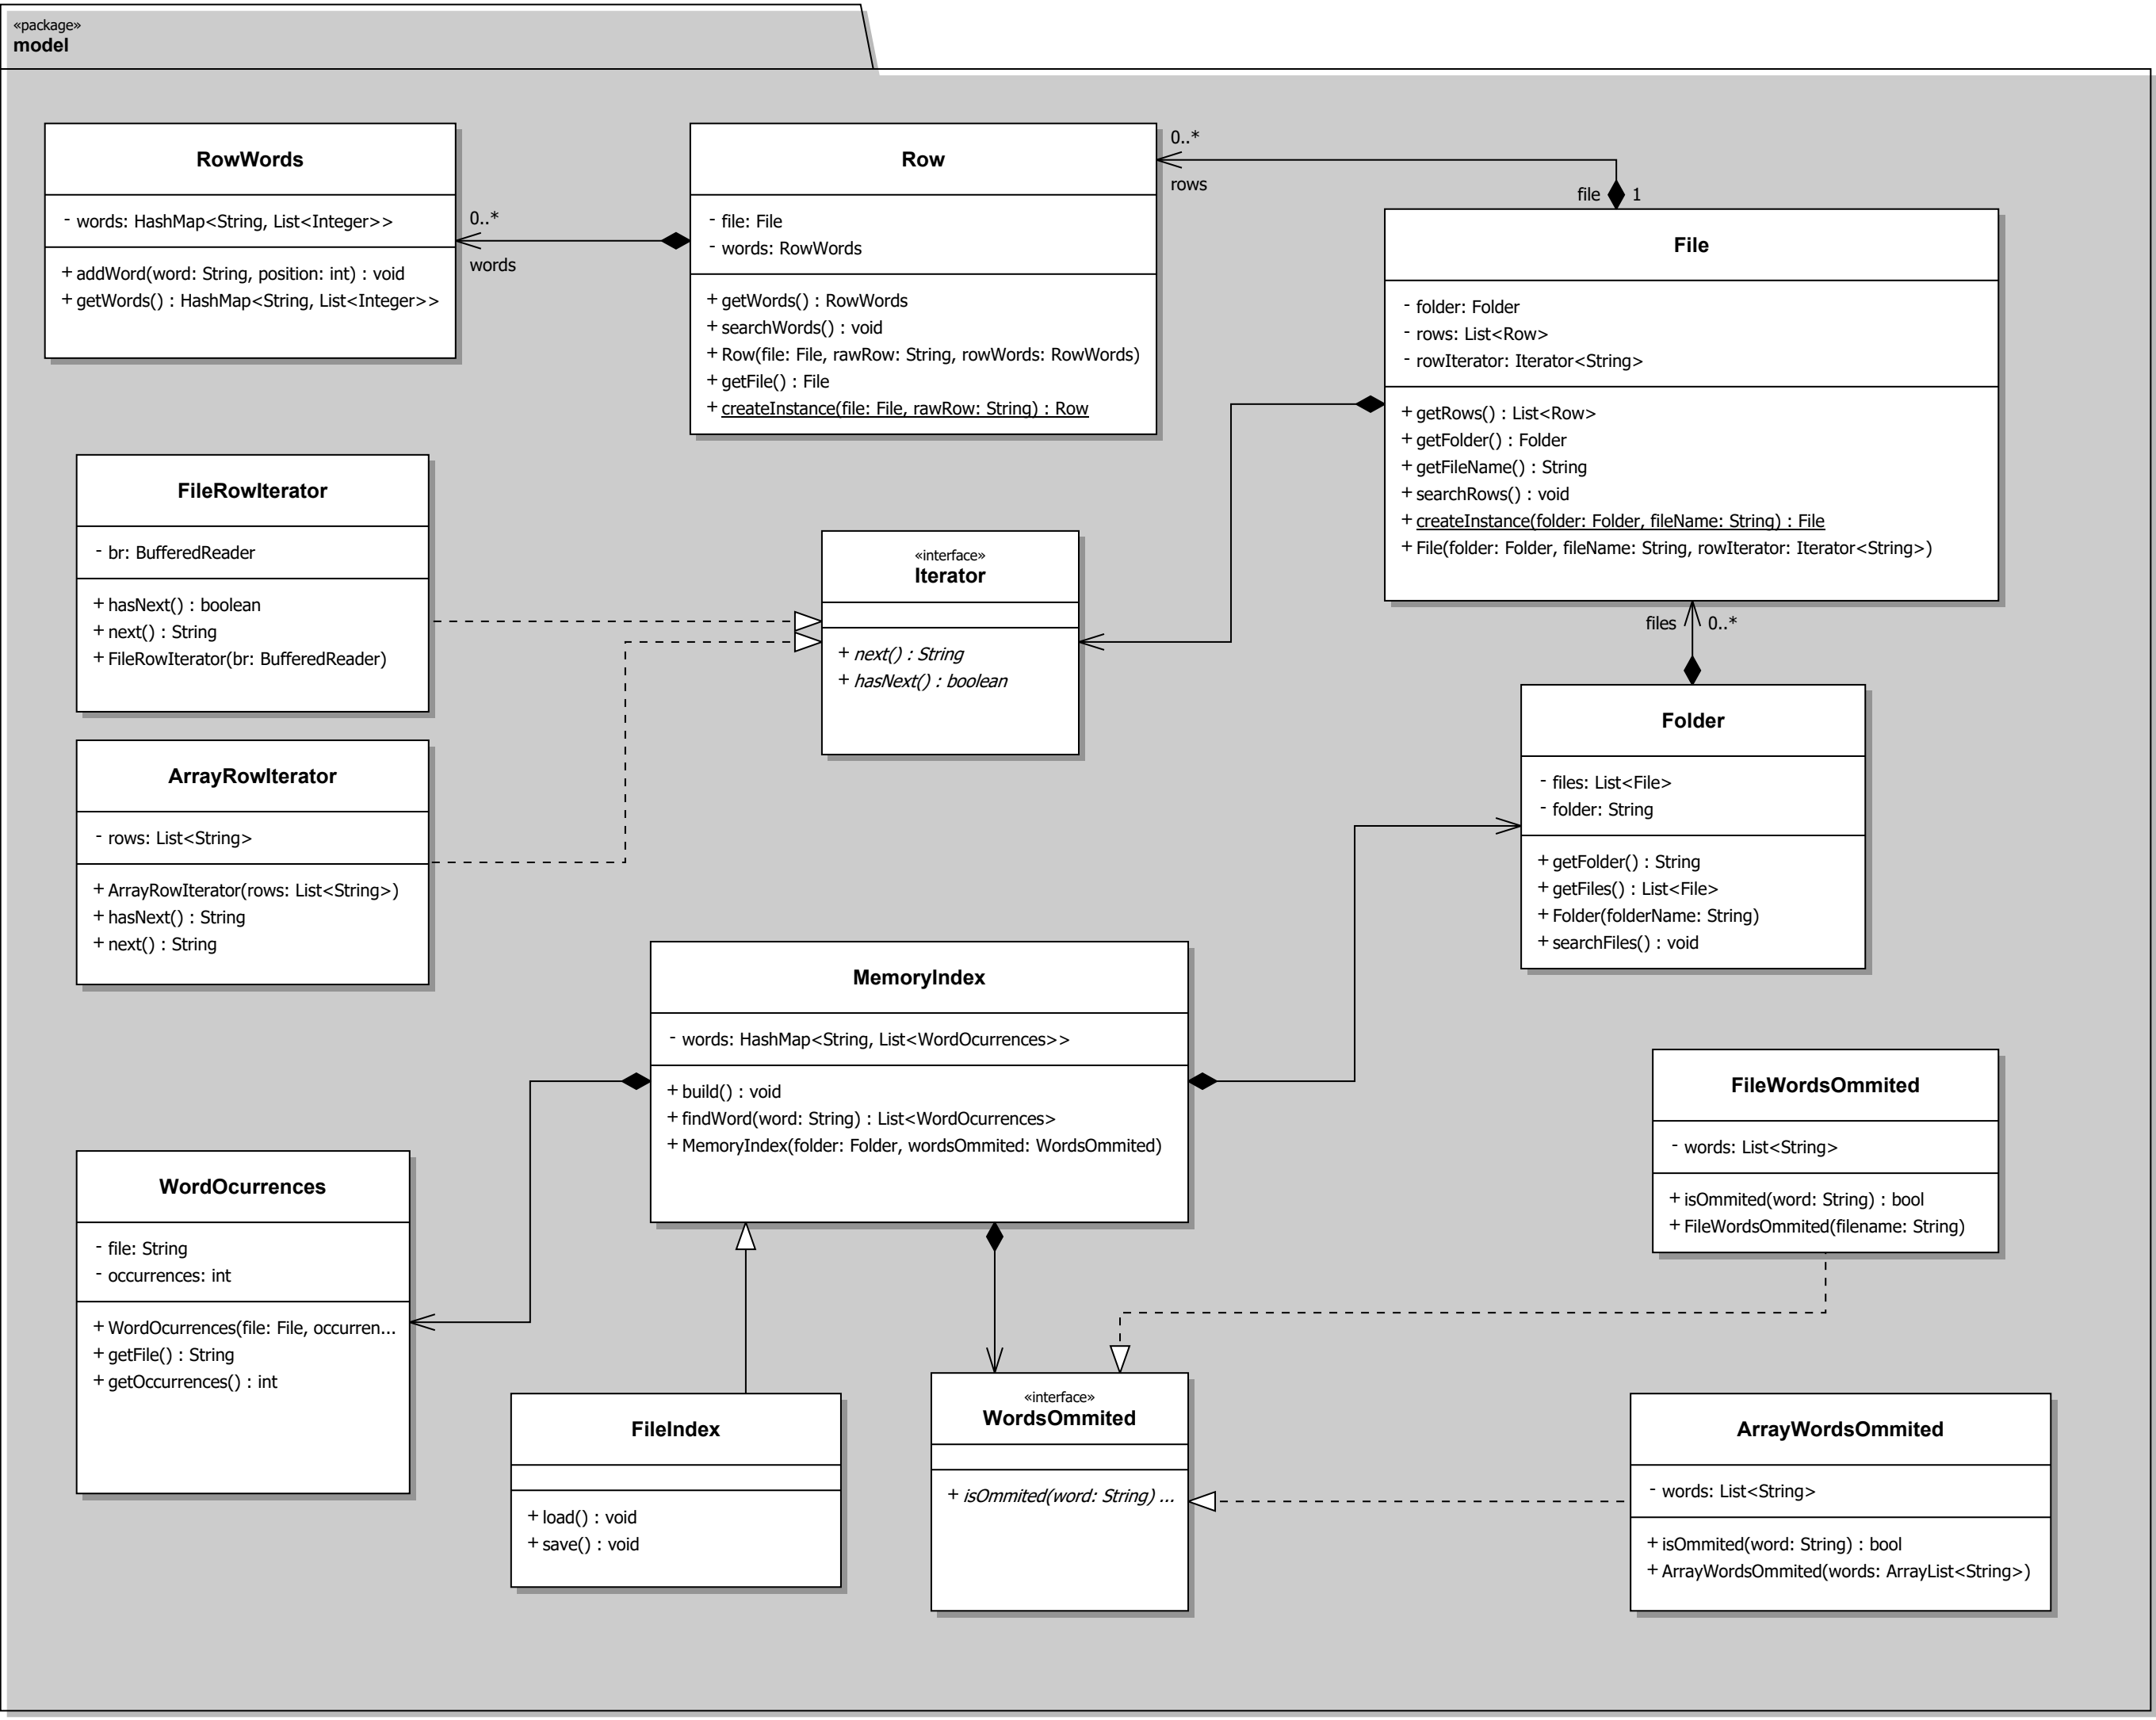 «package»
model
RowWords
- words: HashMap<String, List<Integer>>
+ addWord(word: String, position: int) : void
+ getWords() : HashMap<String, List<Integer>>
0..*
words
Row
- file: File
- words: RowWords
+ getWords() : RowWords
+ searchWords() : void
+ Row(file: File, rawRow: String, rowWords: RowWords)
+ getFile() : File
+ createInstance(file: File, rawRow: String) : Row
0..*
rows
file
1
File
- folder: Folder
- rows: List<Row>
- rowIterator: Iterator<String>
+ getRows() : List<Row>
+ getFolder() : Folder
+ getFileName() : String
+ searchRows() : void
+ createInstance(folder: Folder, fileName: String) : File
+ File(folder: Folder, fileName: String, rowIterator: Iterator<String>)
FileRowIterator
- br: BufferedReader
+ hasNext() : boolean
+ next() : String
+ FileRowIterator(br: BufferedReader)
«interface»
Iterator
+ next() : String
+ hasNext() : boolean
files
0..*
Folder
- files: List<File>
- folder: String
+ getFolder() : String
+ getFiles() : List<File>
+ Folder(folderName: String)
+ searchFiles() : void
ArrayRowIterator
- rows: List<String>
+ ArrayRowIterator(rows: List<String>)
+ hasNext() : String
+ next() : String
MemoryIndex
- words: HashMap<String, List<WordOcurrences>>
+ build() : void
+ findWord(word: String) : List<WordOcurrences>
+ MemoryIndex(folder: Folder, wordsOmmited: WordsOmmited)
FileWordsOmmited
- words: List<String>
+ isOmmited(word: String) : bool
+ FileWordsOmmited(filename: String)
WordOcurrences
- file: String
- occurrences: int
+ WordOcurrences(file: File, occurren...
+ getFile() : String
+ getOccurrences() : int
FileIndex
+ load() : void
+ save() : void
«interface»
WordsOmmited
+ isOmmited(word: String) ...
ArrayWordsOmmited
- words: List<String>
+ isOmmited(word: String) : bool
+ ArrayWordsOmmited(words: ArrayList<String>)